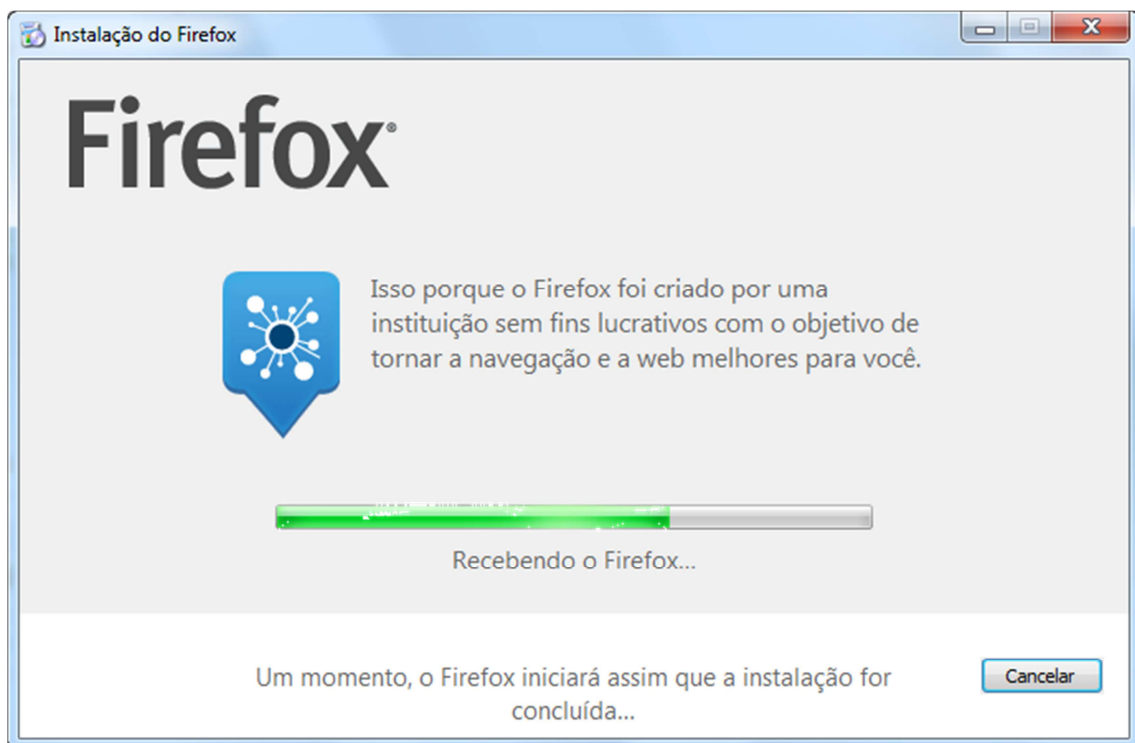 Instalação do Firefox
Firefox®
Isso porque o Firefox foi criado por uma
instituição sem fins lucrativos com o objetivo de
tornar a navegação e a web melhores para você.
Recebendo o Firefox...
Um momento, o Firefox iniciará assim que a instalação for
concluída...
Cancelar